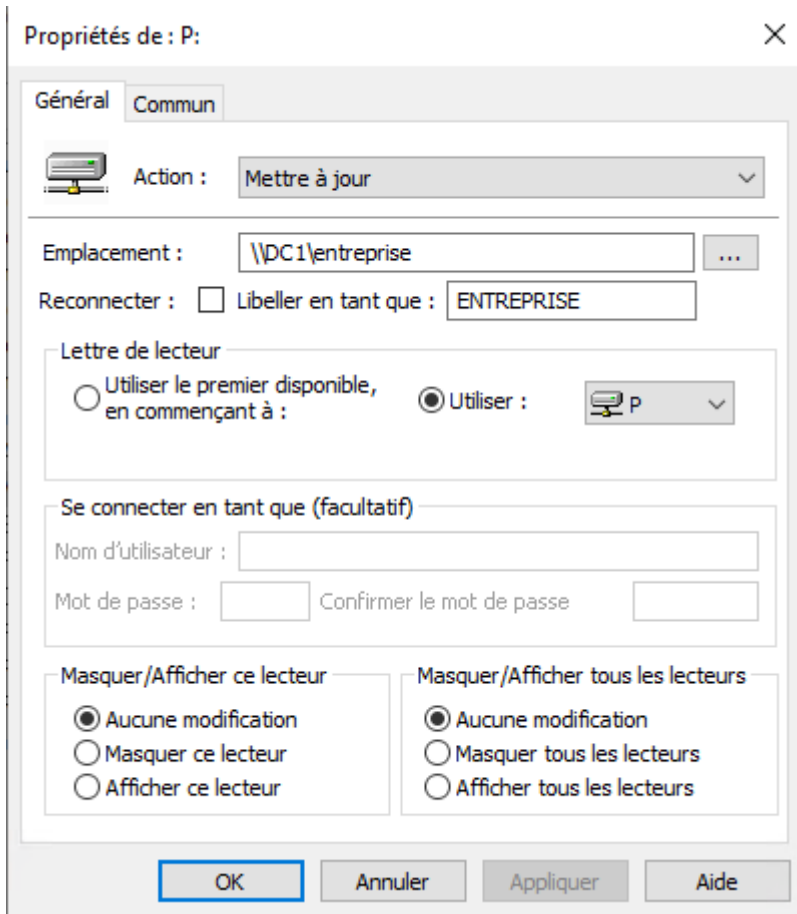 Propriétés de : P:
Général Commun
Action : Mettre à jour
Emplacement : \\DC1\entreprise ...
Reconnecter : Libeller en tant que : ENTREPRISE
Lettre de lecteur
Utiliser le premier disponible,
en commençant à :
Utiliser : P
Se connecter en tant que (facultatif)
Nom d'utilisateur :
Mot de passe : Confirmer le mot de passe
Masquer/Afficher ce lecteur
Aucune modification
Masquer ce lecteur
Afficher ce lecteur
Masquer/Afficher tous les lecteurs
Aucune modification
Masquer tous les lecteurs
Afficher tous les lecteurs
OK Annuler Appliquer Aide